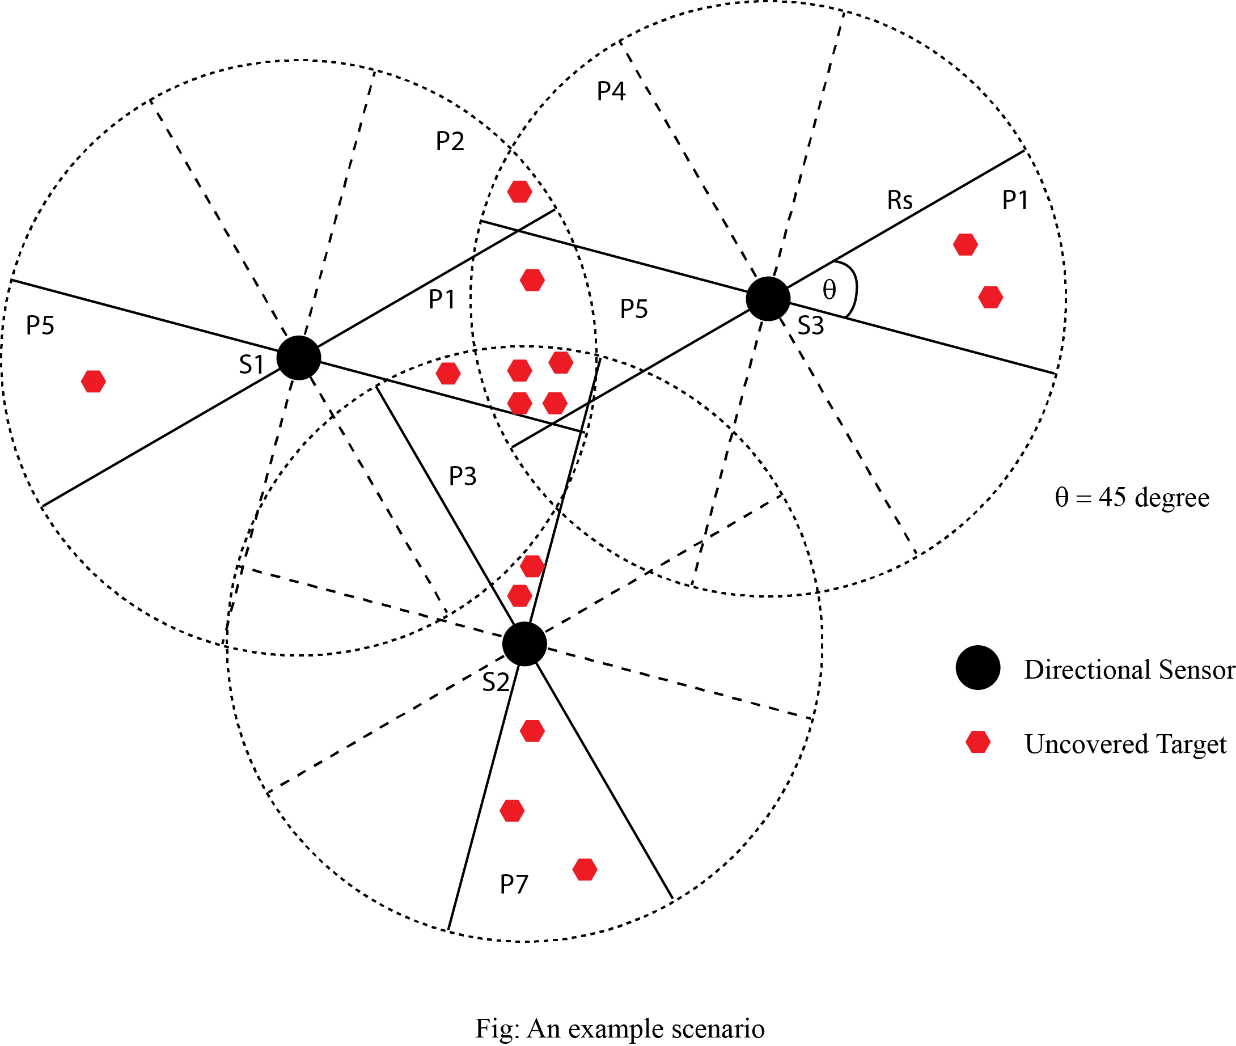 P4
P2
Rs
P1
P1
θ
P5
S3
P5
S1
P3
θ = 45 degree
S2
Directional Sensor
Uncovered Target
P7
Fig: An example scenario